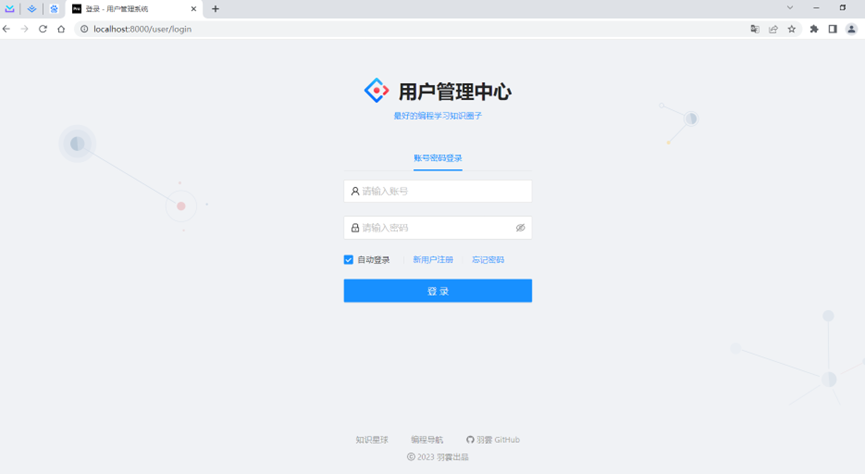 登录 - 用户管理系统
localhost:8000/user/login
用户管理中心
最好的编程学习知识圈子
账号密码登录
请输入账号
请输入密码
自动登录 新用户注册 忘记密码
登 录
知识星球 编程导航 羽雲 GitHub
© 2023 羽雲出品